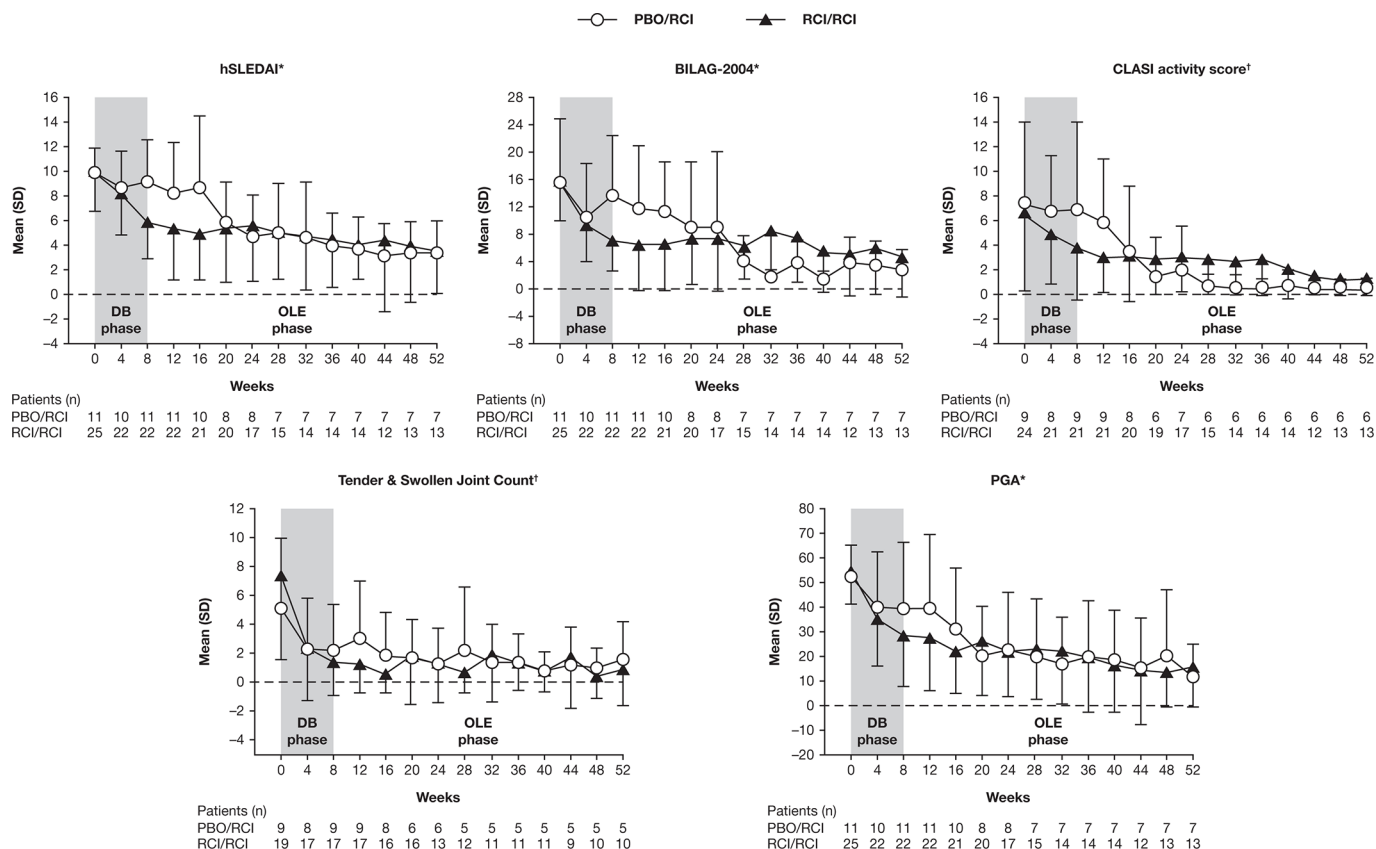 PBO/RCI RCI/RCI
hSLEDAI*
Mean (SD)
16
14
12
10
8
6
4
2
0
−2
−4
DB
phase
OLE
phase
0 4 8 12 16 20 24 28 32 36 40 44 48 52
Weeks
Patients (n)
PBO/RCI 11 10 11 11 10 8 8 7 7 7 7 7 7 7
RCI/RCI 25 22 22 22 21 20 17 15 14 14 14 12 13 13
BILAG-2004*
Mean (SD)
28
24
20
16
12
8
4
0
−4
−8
DB
phase
OLE
phase
0 4 8 12 16 20 24 28 32 36 40 44 48 52
Weeks
Patients (n)
PBO/RCI 11 10 11 11 10 8 8 7 7 7 7 7 7 7
RCI/RCI 25 22 22 22 21 20 17 15 14 14 14 12 13 13
CLASI activity score†
Mean (SD)
16
14
12
10
8
6
4
2
0
−2
−4
DB
phase
OLE
phase
0 4 8 12 16 20 24 28 32 36 40 44 48 52
Weeks
Patients (n)
PBO/RCI 9 8 9 9 8 6 7 6 6 6 6 6 6 6
RCI/RCI 24 21 21 21 20 19 17 15 14 14 14 12 13 13
Tender & Swollen Joint Count†
Mean (SD)
12
10
8
6
4
2
0
−2
−4
DB
phase
OLE
phase
0 4 8 12 16 20 24 28 32 36 40 44 48 52
Weeks
Patients (n)
PBO/RCI 9 8 9 9 8 6 6 5 5 5 5 5 5 5
RCI/RCI 19 17 17 17 16 16 13 12 11 11 11 9 10 10
PGA*
Mean (SD)
80
70
60
50
40
30
20
10
0
−10
−20
DB
phase
OLE
phase
0 4 8 12 16 20 24 28 32 36 40 44 48 52
Weeks
Patients (n)
PBO/RCI 11 10 11 11 10 8 8 7 7 7 7 7 7 7
RCI/RCI 25 22 22 22 21 20 17 15 14 14 14 12 13 13